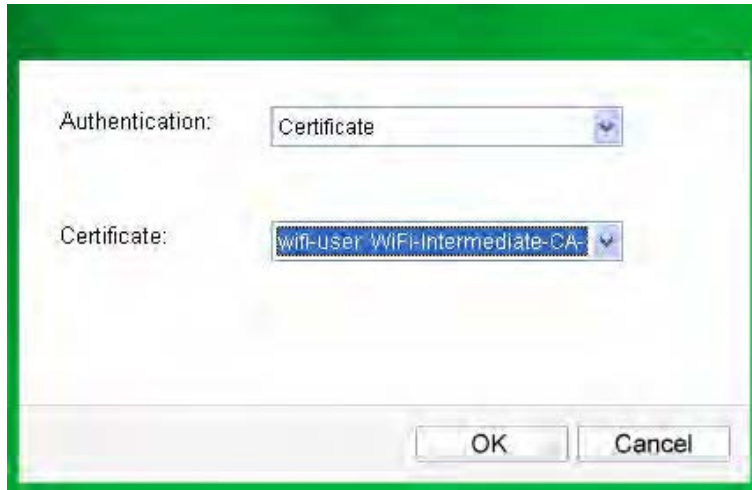 Authentication: Certificate
Certificate: wifi-user WiFi-Intermediate-CA-
OK Cancel